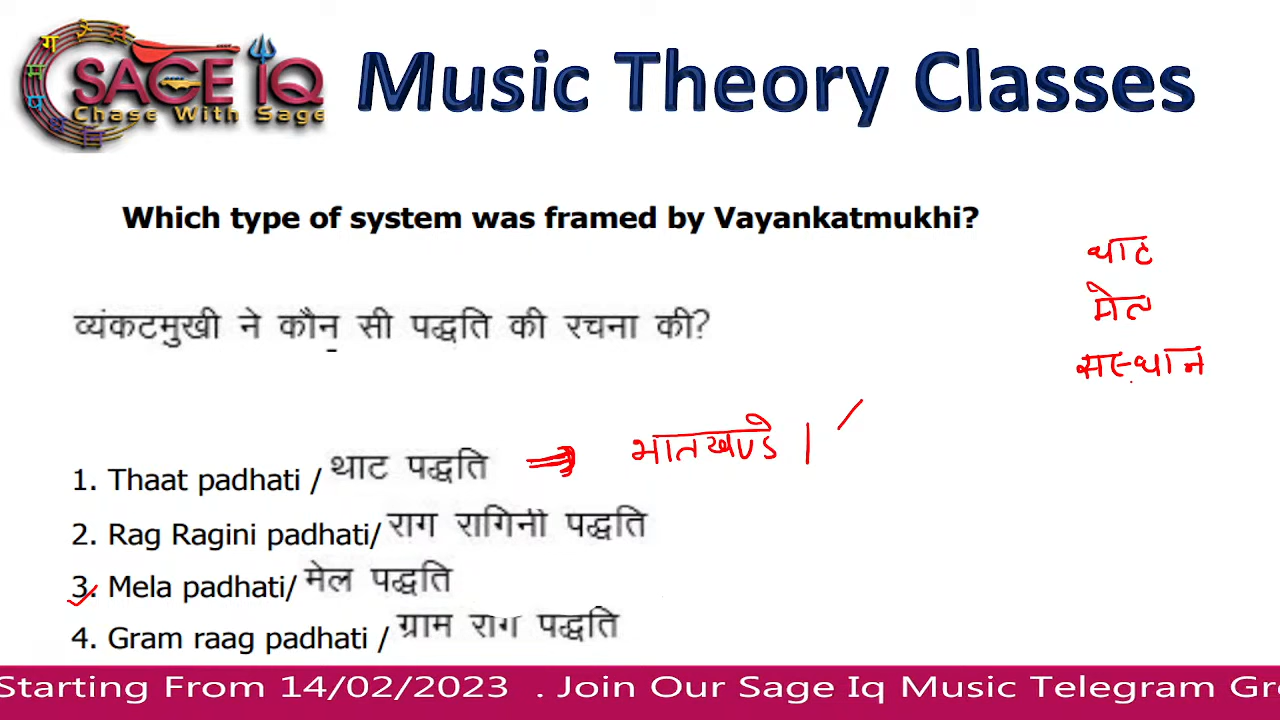 SAGE IQ
Chase With Sage
Music Theory Classes
Which type of system was framed by Vayankatmukhi?
व्यंकटमुखी ने कौन सी पद्धति की रचना की?
थाट
मेल
सस्थान
1. Thaat padhati / थाट पद्धति
भातखण्डे ।
2. Rag Ragini padhati/ राग रागिनी पद्धति
3. Mela padhati/ मेल पद्धति
4. Gram raag padhati / ग्राम राग पद्धति
Starting From 14/02/2023 . Join Our Sage Iq Music Telegram Gr